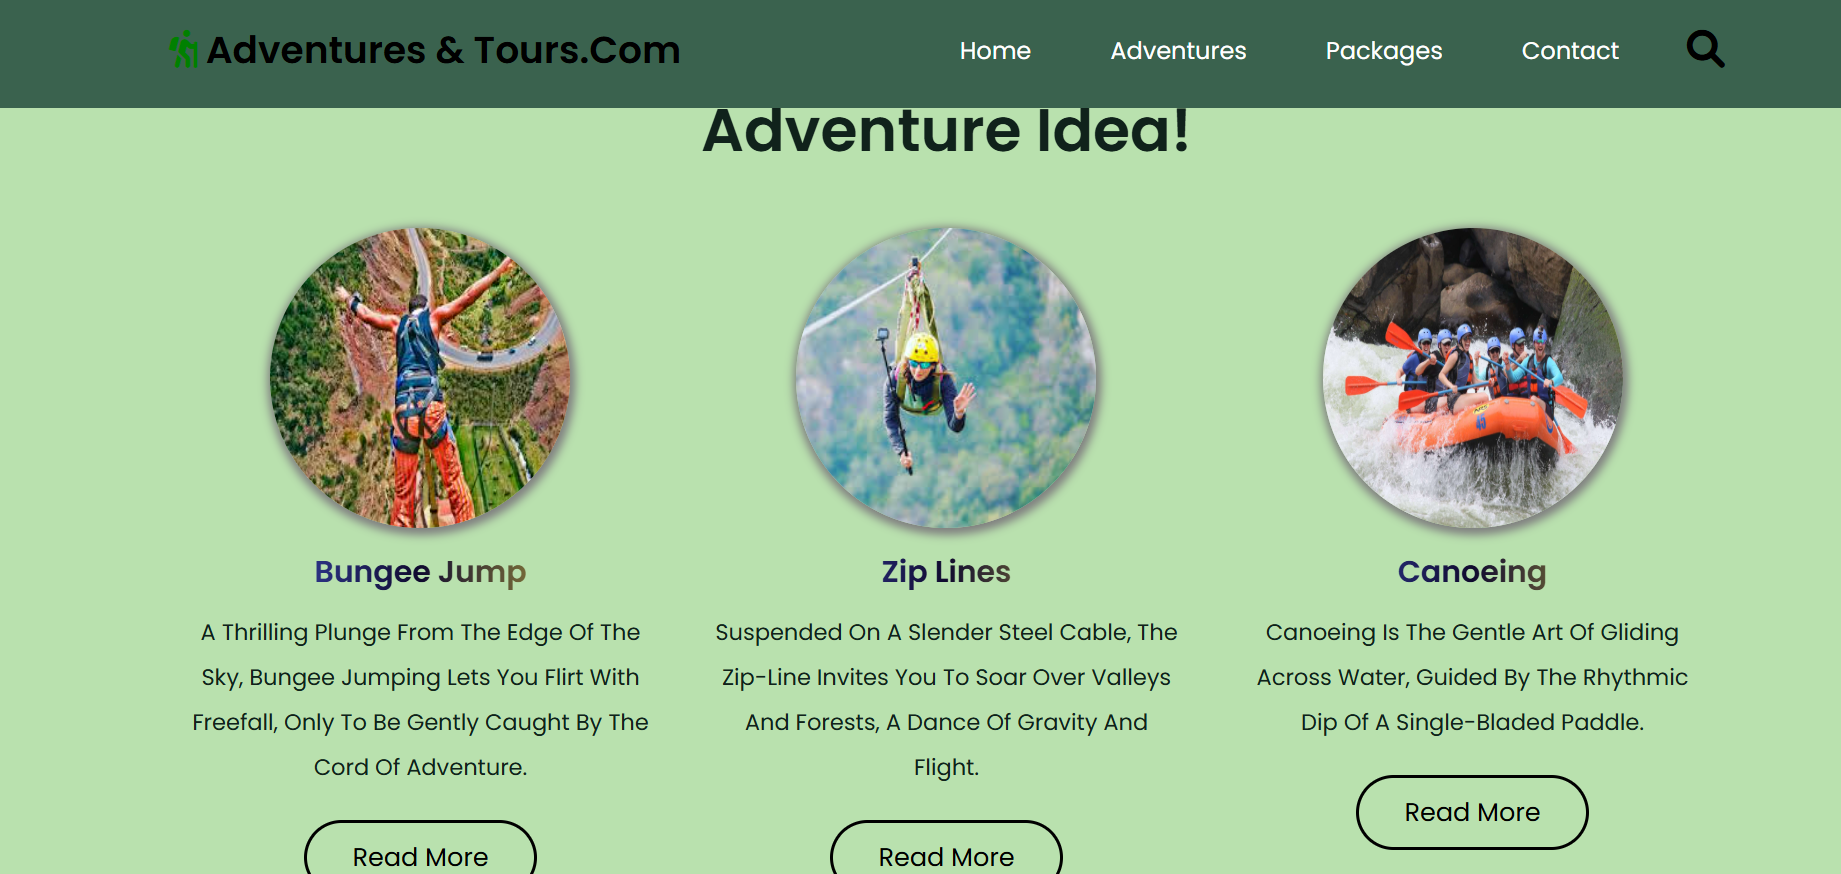 Adventures & Tours.Com
Home
Adventures
Packages
Contact
Adventure Idea!
Bungee Jump
A Thrilling Plunge From The Edge Of The
Sky, Bungee Jumping Lets You Flirt With
Freefall, Only To Be Gently Caught By The
Cord Of Adventure.
Read More
Zip Lines
Suspended On A Slender Steel Cable, The
Zip-Line Invites You To Soar Over Valleys
And Forests, A Dance Of Gravity And
Flight.
Read More
Canoeing
Canoeing Is The Gentle Art Of Gliding
Across Water, Guided By The Rhythmic
Dip Of A Single-Bladed Paddle.
Read More